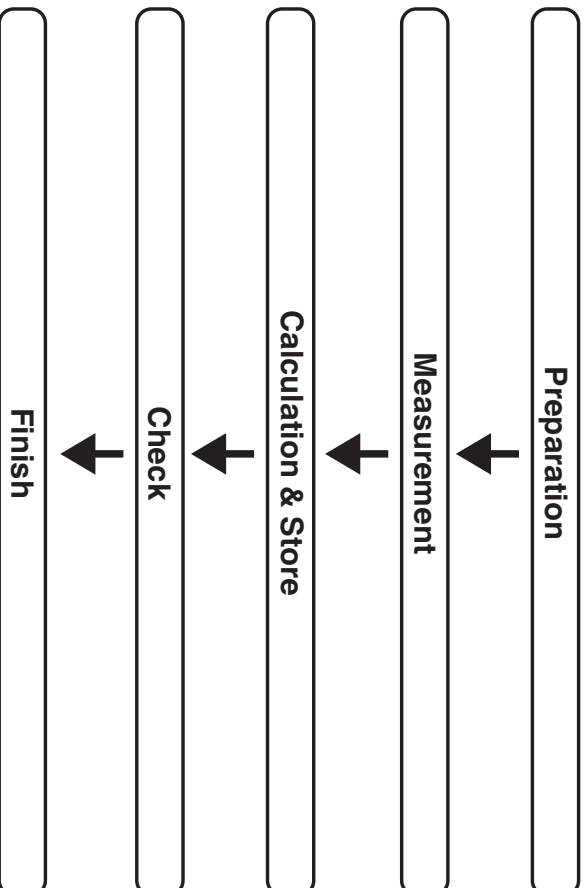 Preparation
Measurement
Calculation & Store
Check
Finish